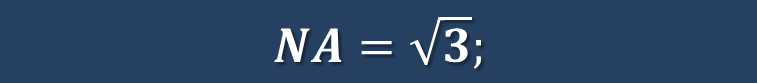 NA = √3;